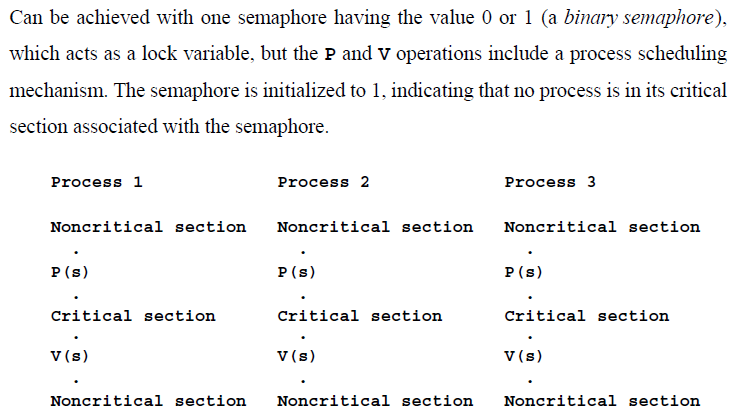 Can be achieved with one semaphore having the value 0 or 1 (a binary semaphore),
which acts as a lock variable, but the P and V operations include a process scheduling
mechanism. The semaphore is initialized to 1, indicating that no process is in its critical
section associated with the semaphore.
Process 1 Process 2 Process 3
Noncritical section Noncritical section Noncritical section
. . .
P(s) P(s) P(s)
. . .
Critical section Critical section Critical section
. . .
V(s) V(s) V(s)
. . .
Noncritical section Noncritical section Noncritical section